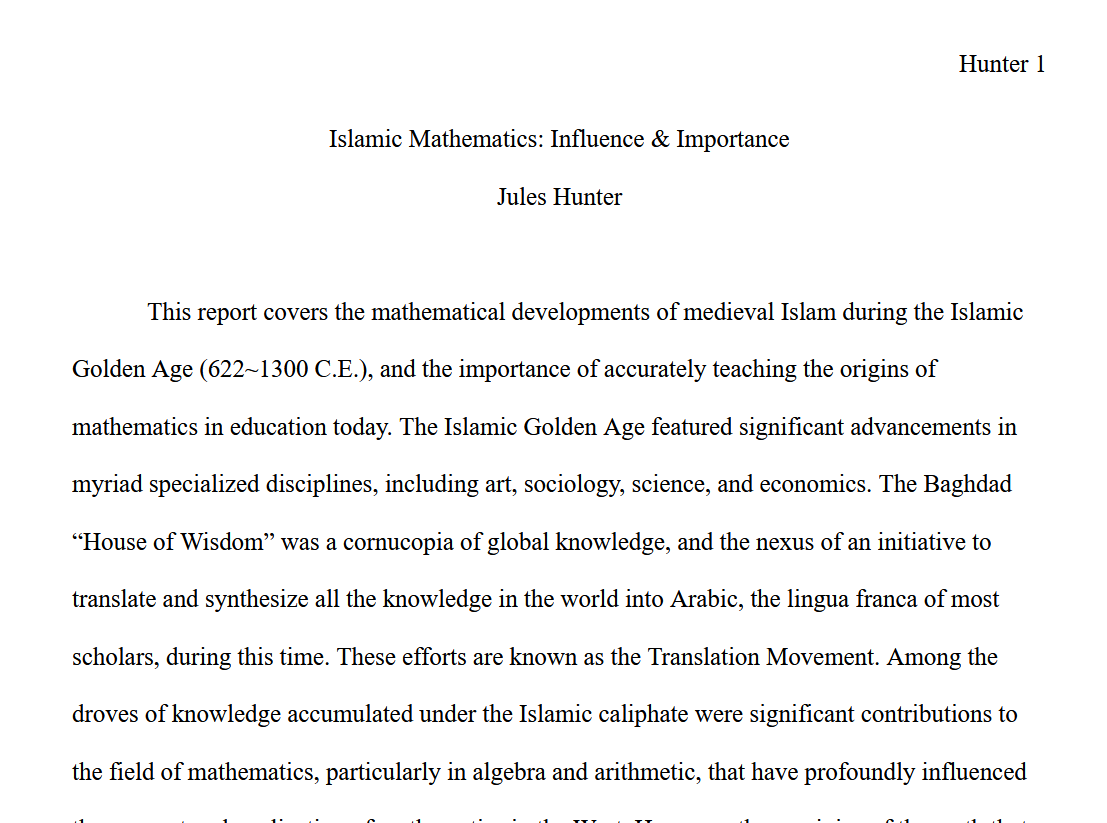 Hunter 1
Islamic Mathematics: Influence & Importance
Jules Hunter
This report covers the mathematical developments of medieval Islam during the Islamic
Golden Age (622~1300 C.E.), and the importance of accurately teaching the origins of
mathematics in education today. The Islamic Golden Age featured significant advancements in
myriad specialized disciplines, including art, sociology, science, and economics. The Baghdad
“House of Wisdom” was a cornucopia of global knowledge, and the nexus of an initiative to
translate and synthesize all the knowledge in the world into Arabic, the lingua franca of most
scholars, during this time. These efforts are known as the Translation Movement. Among the
droves of knowledge accumulated under the Islamic caliphate were significant contributions to
the field of mathematics, particularly in algebra and arithmetic, that have profoundly influenced